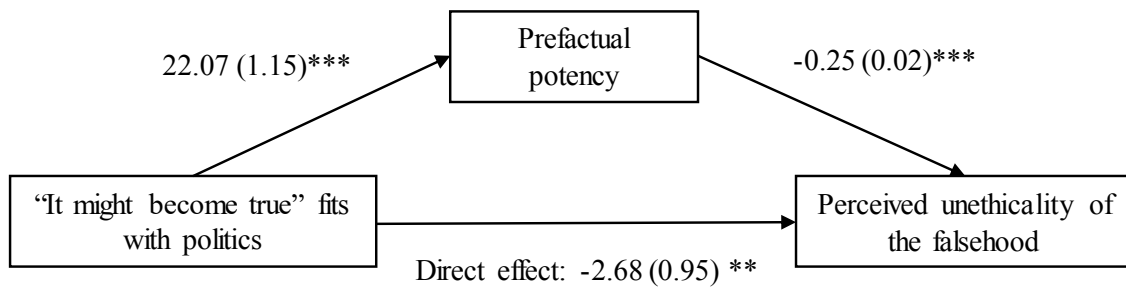 Prefactual
potency
22.07 (1.15)***
-0.25 (0.02)***
“It might become true” fits
with politics
Perceived unethicality of
the falsehood
Direct effect: -2.68 (0.95) **